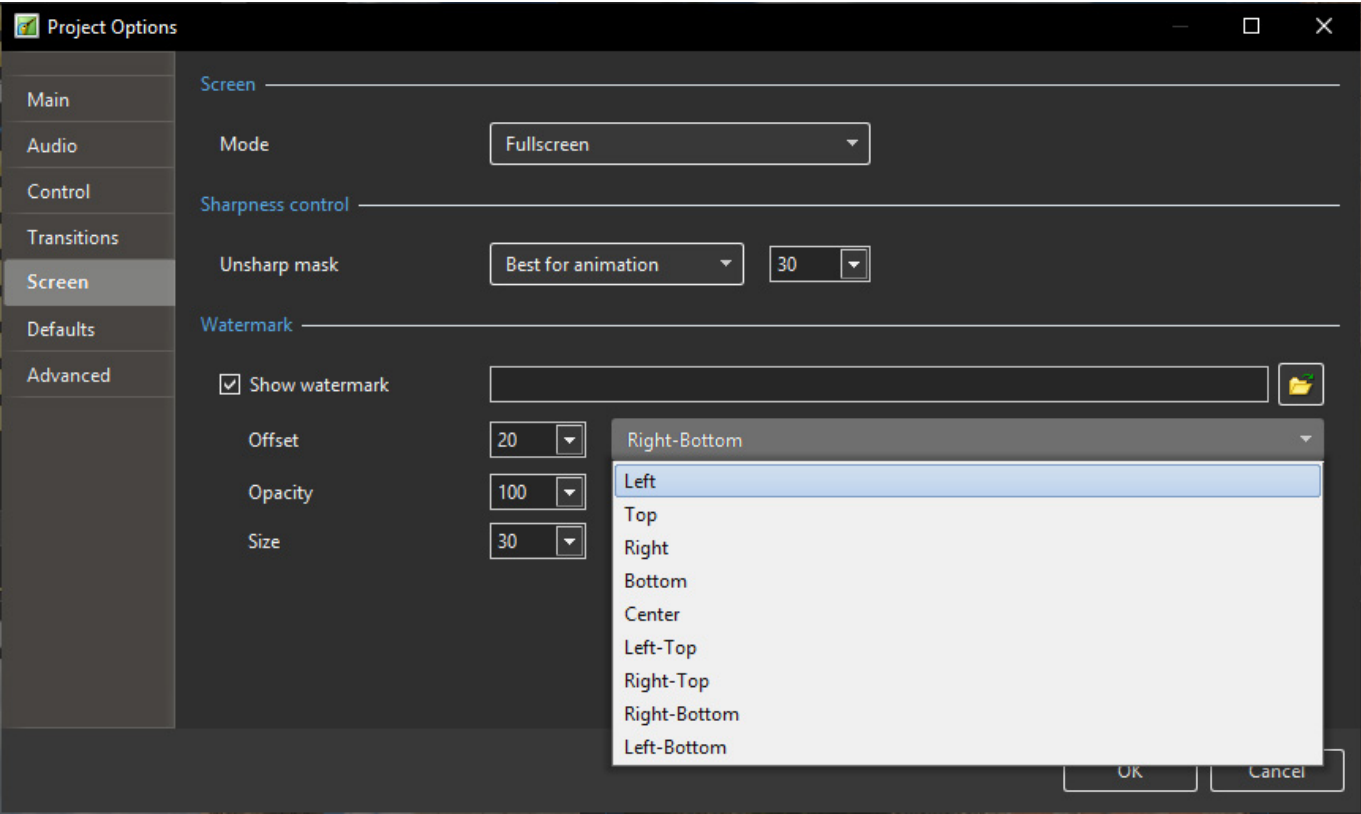 Project Options
Main
Audio
Control
Transitions
Screen
Defaults
Advanced
Screen
Mode Fullscreen
Sharpness control
Unsharp mask Best for animation 30
Watermark
Show watermark
Offset 20 Right-Bottom
Opacity 100
Size 30
Left
Top
Right
Bottom
Center
Left-Top
Right-Top
Right-Bottom
Left-Bottom
OK Cancel